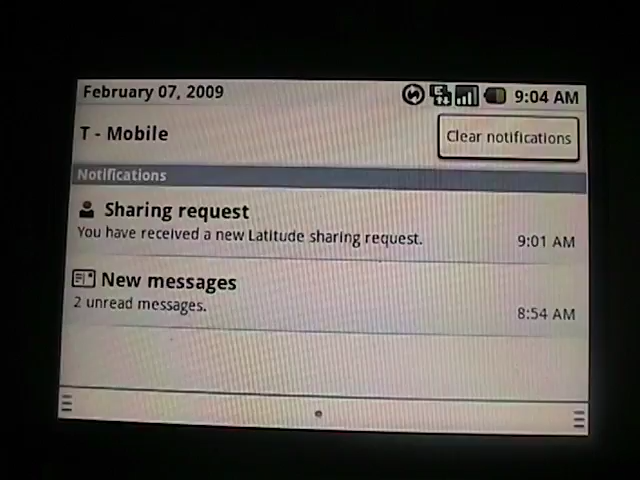 February 07, 2009 9:04 AM
T - Mobile Clear notifications
Notifications
Sharing request
You have received a new Latitude sharing request. 9:01 AM
New messages
2 unread messages. 8:54 AM